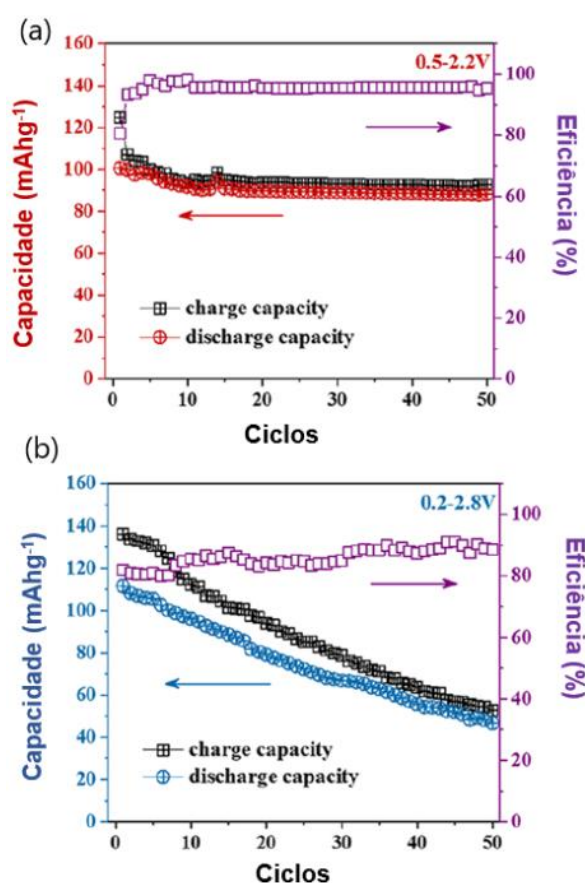 (a)
0.5-2.2V
160
140
120
100
80
60
40
20
0
100
80
60
40
20
0
Capacidade (mAhg⁻¹)
Eficiência (%)
charge capacity
discharge capacity
0 10 20 30 40 50
Ciclos
(b)
0.2-2.8V
160
140
120
100
80
60
40
20
0
100
80
60
40
20
0
Capacidade (mAhg⁻¹)
Eficiência (%)
charge capacity
discharge capacity
0 10 20 30 40 50
Ciclos